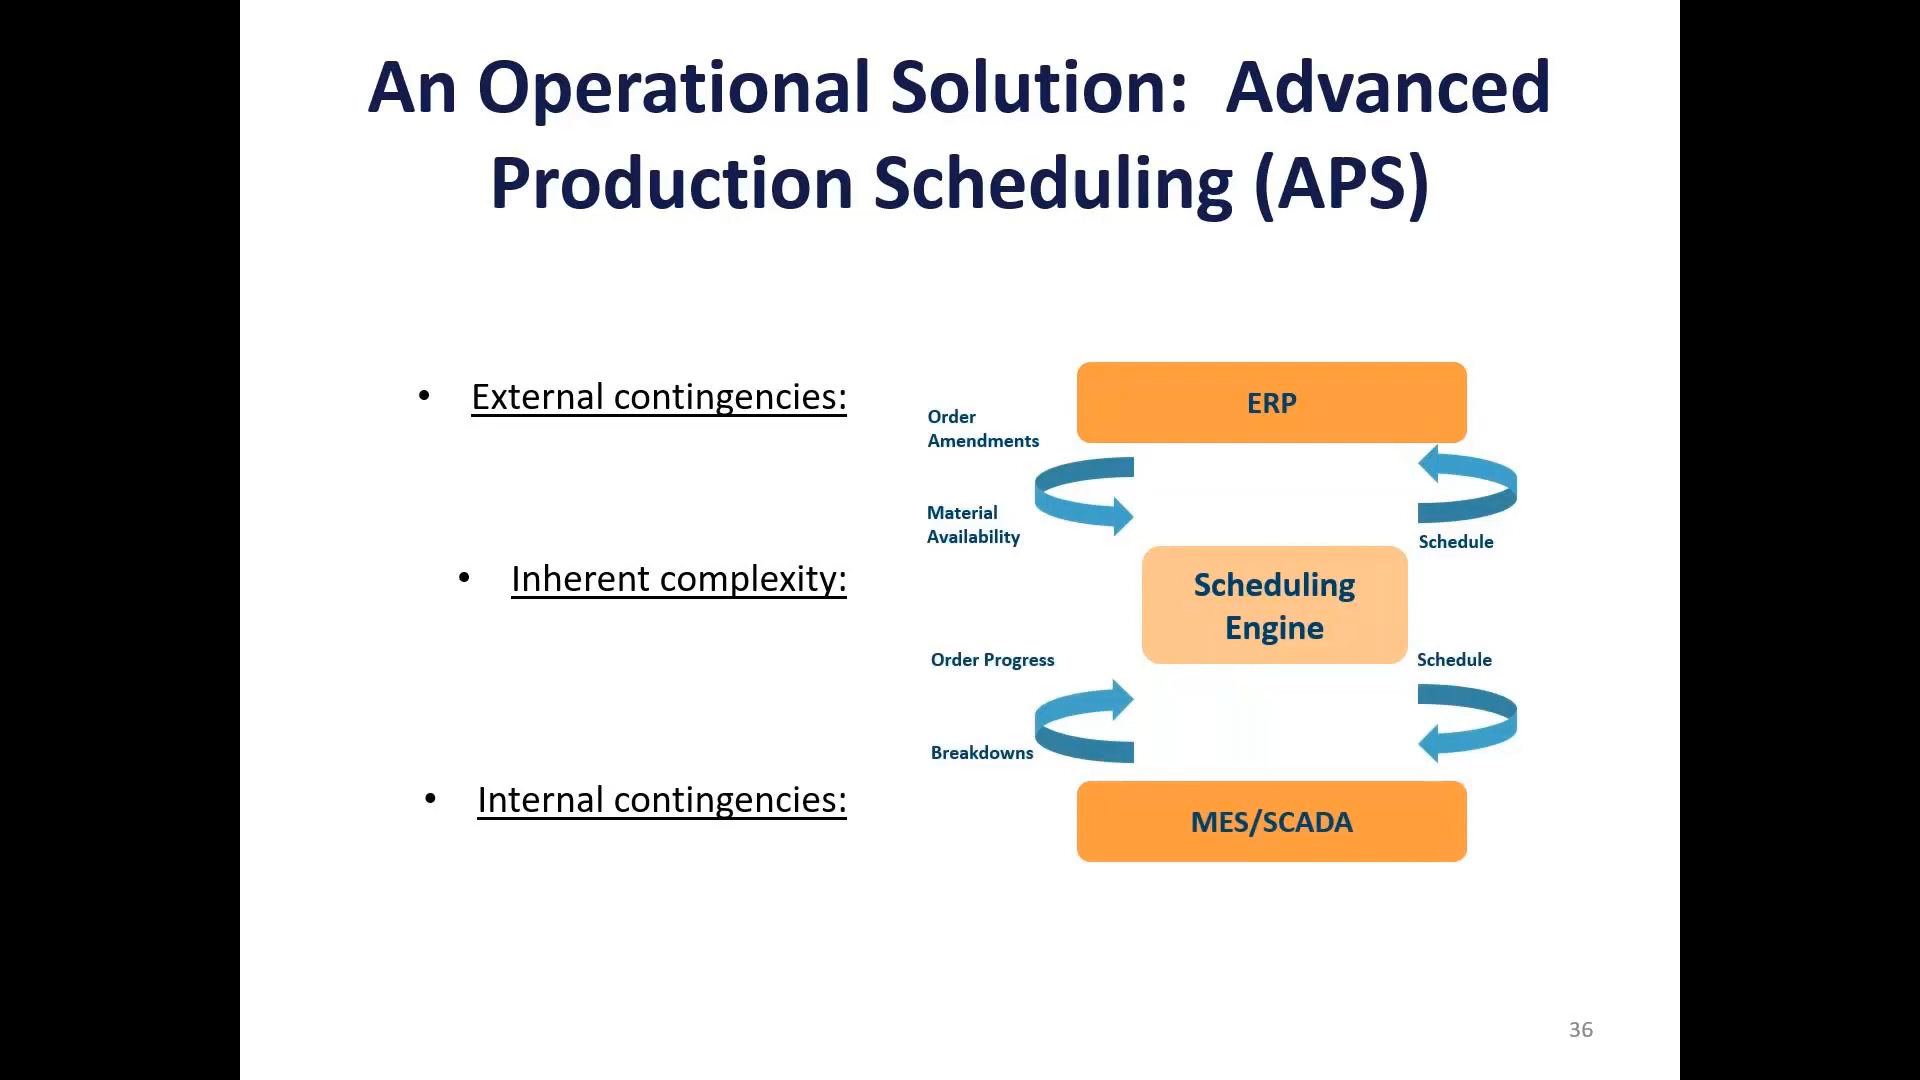 An Operational Solution:  Advanced
Production Scheduling (APS)
• External contingencies:
• Inherent complexity:
• Internal contingencies:
ERP
Order
Amendments
Material
Availability
Schedule
Scheduling
Engine
Order Progress
Schedule
Breakdowns
MES/SCADA
36